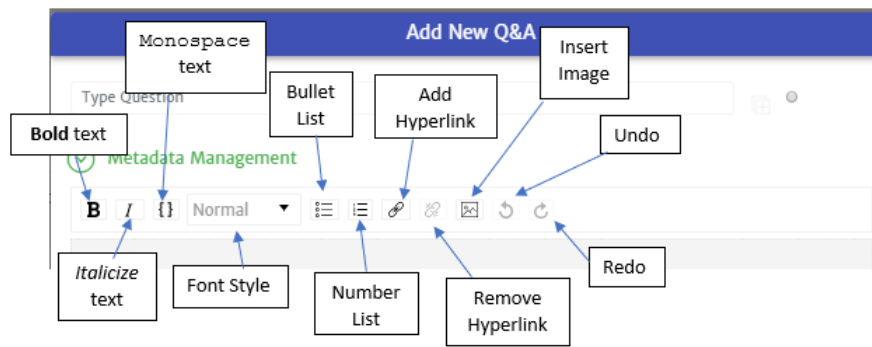 Add New Q&A
Monospace
text
Insert
Image
Type Question
Bullet
List
Add
Hyperlink
Bold text
Undo
Metadata Management
B I {} Normal
Italicize
text
Font Style
Number
List
Remove
Hyperlink
Redo